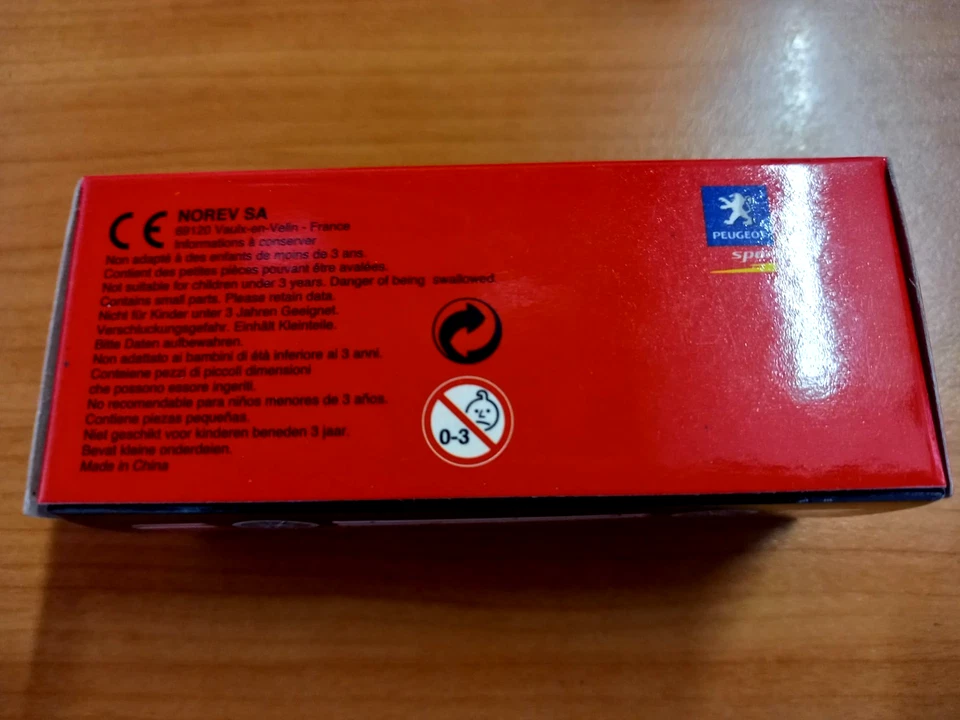 CE NOREV SA
69120 Vaulx-en-Velin - France
Informations à conserver
Non adapté à des enfants de moins de 3 ans.
Contient des petites pièces pouvant être avalées.
Not suitable for children under 3 years. Danger of being swallowed.
Contains small parts. Please retain data.
Nicht für Kinder unter 3 Jahren Geeignet.
Verschluckungsgefahr. Einhält Kleinteile.
Bitte Daten aufbewahren.
Non adattato ai bambini di étà inferiore ai 3 anni.
Contaiene pezzi di piccoli dimensioni
che possono essore ingeriti.
No recomendable para niños menores de 3 años.
Contiene piezas pequeñas.
Niet geschikt voor kinderen beneden 3 jaar.
Bevat kleine onderdelen.
Made in China
0-3
PEUGEOT